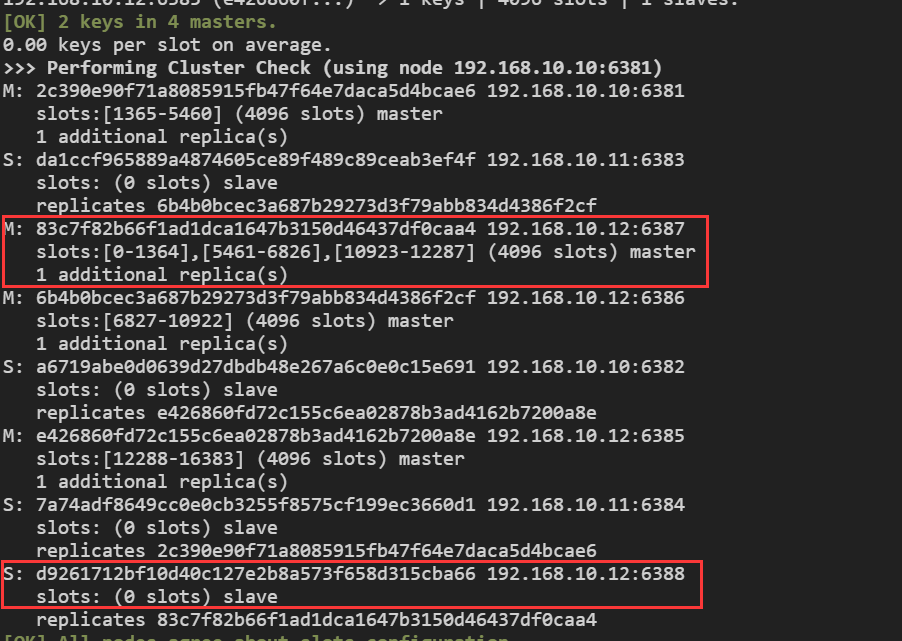 192.168.10.12:6385 (e426860f...) -> 1 keys | 4096 slots | 1 slaves.
[OK] 2 keys in 4 masters.
0.00 keys per slot on average.
>>> Performing Cluster Check (using node 192.168.10.10:6381)
M: 2c390e90f71a8085915fb47f64e7daca5d4bcae6 192.168.10.10:6381
   slots:[1365-5460] (4096 slots) master
   1 additional replica(s)
S: da1ccf965889a4874605ce89f489c89ceab3ef4f 192.168.10.11:6383
   slots: (0 slots) slave
   replicates 6b4b0bcec3a687b29273d3f79abb834d4386f2cf
M: 83c7f82b66f1ad1dca1647b3150d46437df0caa4 192.168.10.12:6387
   slots:[0-1364],[5461-6826],[10923-12287] (4096 slots) master
   1 additional replica(s)
M: 6b4b0bcec3a687b29273d3f79abb834d4386f2cf 192.168.10.12:6386
   slots:[6827-10922] (4096 slots) master
   1 additional replica(s)
S: a6719abe0d0639d27dbdb48e267a6c0e0c15e691 192.168.10.10:6382
   slots: (0 slots) slave
   replicates e426860fd72c155c6ea02878b3ad4162b7200a8e
M: e426860fd72c155c6ea02878b3ad4162b7200a8e 192.168.10.12:6385
   slots:[12288-16383] (4096 slots) master
   1 additional replica(s)
S: 7a74adf8649cc0e0cb3255f8575cf199ec3660d1 192.168.10.11:6384
   slots: (0 slots) slave
   replicates 2c390e90f71a8085915fb47f64e7daca5d4bcae6
S: d9261712bf10d40c127e2b8a573f658d315cba66 192.168.10.12:6388
   slots: (0 slots) slave
   replicates 83c7f82b66f1ad1dca1647b3150d46437df0caa4
[OK] All nodes agree about slots configuration.